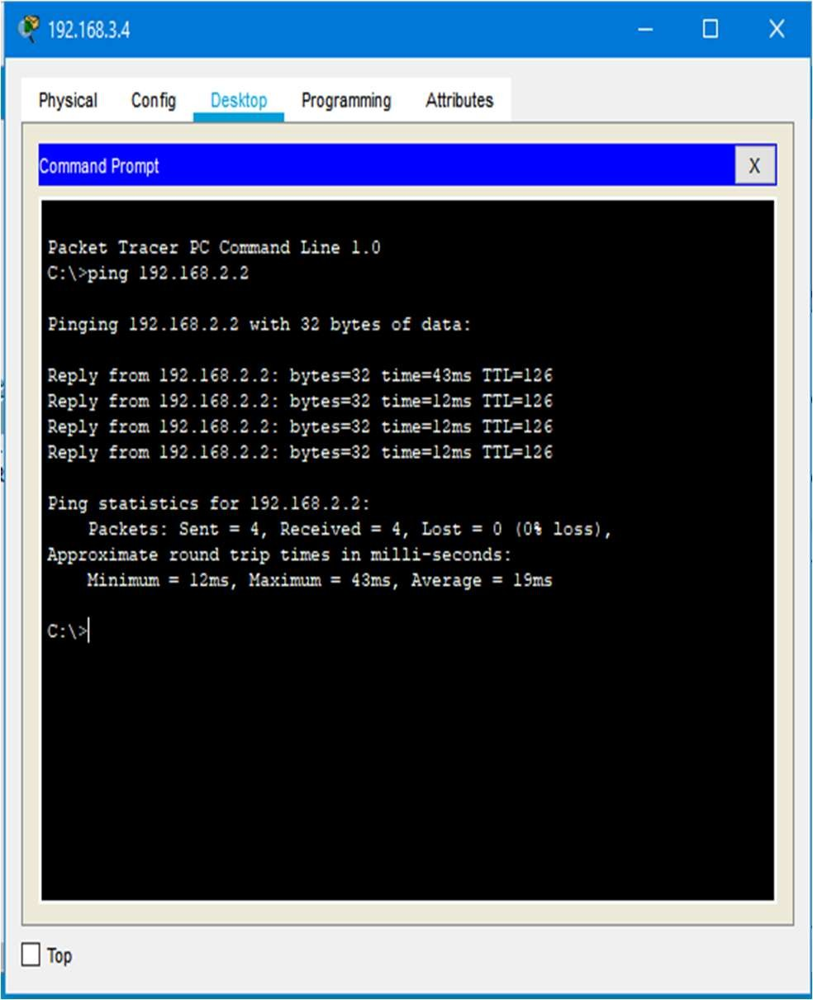 192.168.3.4
Physical Config Desktop Programming Attributes
Command Prompt X
Packet Tracer PC Command Line 1.0
C:\>ping 192.168.2.2
Pinging 192.168.2.2 with 32 bytes of data:
Reply from 192.168.2.2: bytes=32 time=43ms TTL=126
Reply from 192.168.2.2: bytes=32 time=12ms TTL=126
Reply from 192.168.2.2: bytes=32 time=12ms TTL=126
Reply from 192.168.2.2: bytes=32 time=12ms TTL=126
Ping statistics for 192.168.2.2:
Packets: Sent = 4, Received = 4, Lost = 0 (0% loss),
Approximate round trip times in milli-seconds:
Minimum = 12ms, Maximum = 43ms, Average = 19ms
C:\>
Top